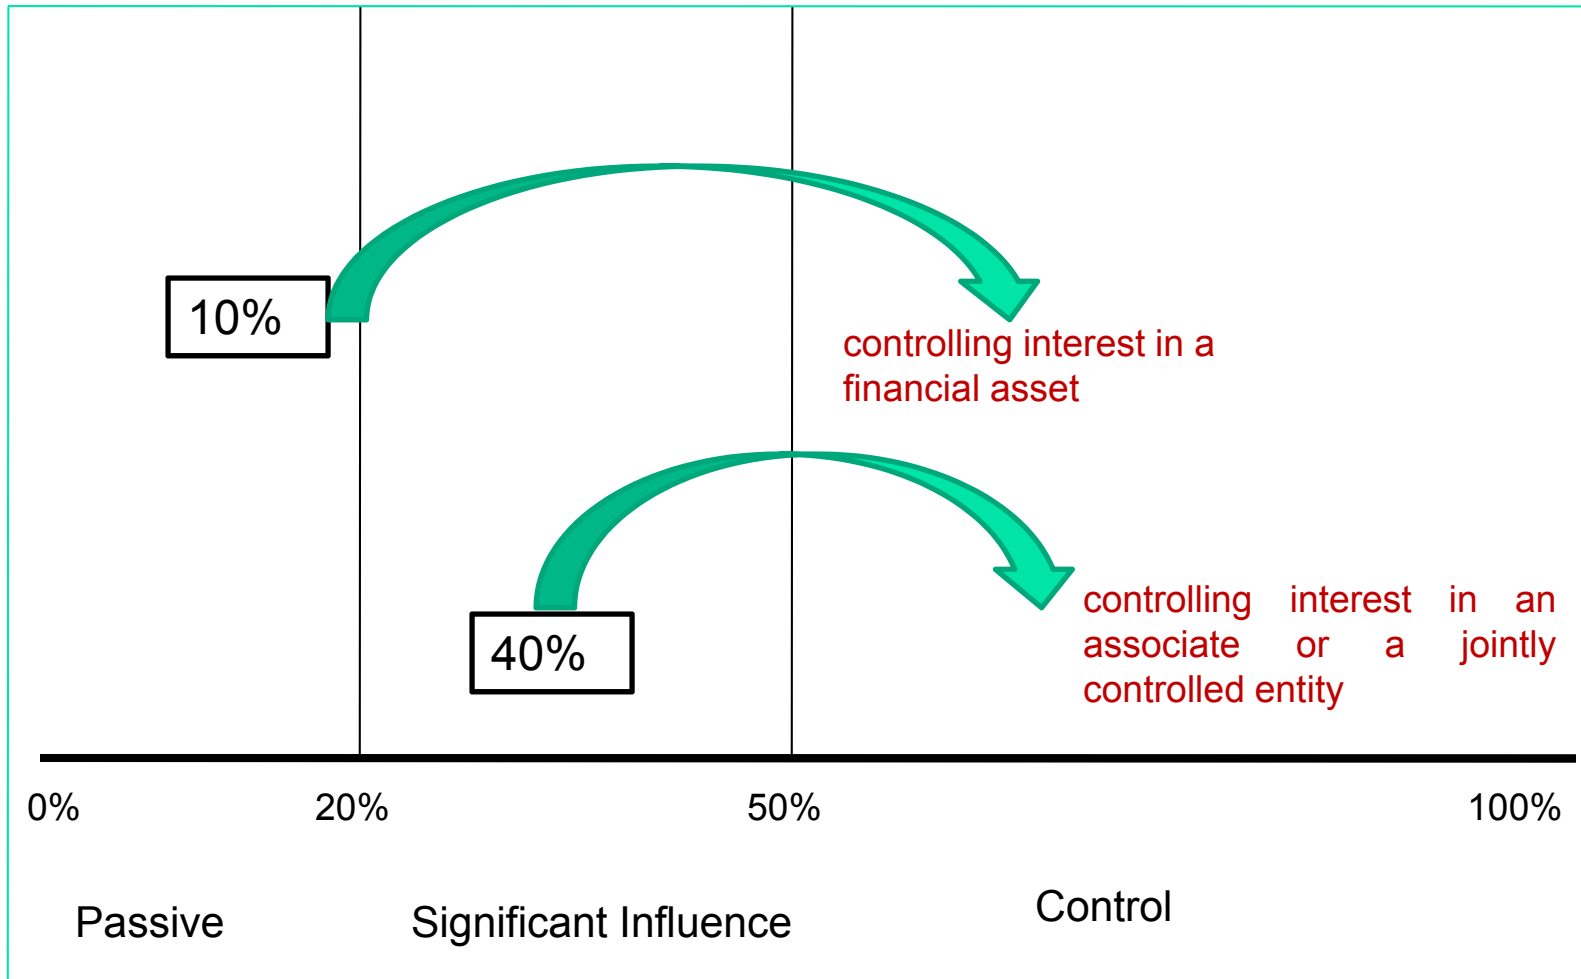 10%
controlling interest in a
financial asset
40%
controlling interest in an
associate or a jointly
controlled entity
0%
20%
50%
100%
Passive
Significant Influence
Control